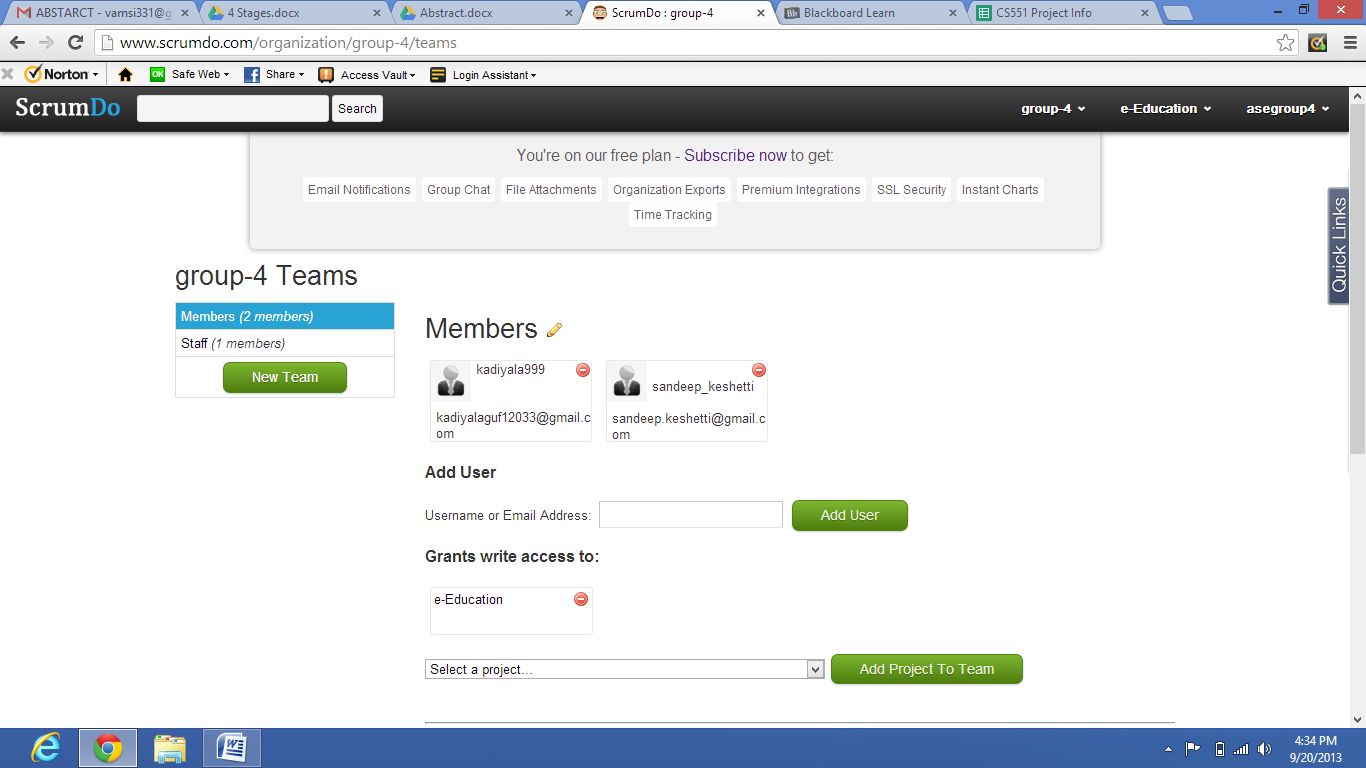 ABSTARCT - vamsi331@g
4 Stages.docx
Abstract.docx
ScrumDo : group-4
Blackboard Learn
CS551 Project Info
www.scrumdo.com/organization/group-4/teams
Norton
OK Safe Web
Share
Access Vault
Login Assistant
ScrumDo
Search
group-4
e-Education
asegroup4
You're on our free plan - Subscribe now to get:
Email Notifications
Group Chat
File Attachments
Organization Exports
Premium Integrations
SSL Security
Instant Charts
Time Tracking
Quick Links
group-4 Teams
Members (2 members)
Staff (1 members)
New Team
Members
kadiyala999
kadiyalaguf12033@gmail.c
om
sandeep_keshetti
sandeep.keshetti@gmail.c
om
Add User
Username or Email Address:
Add User
Grants write access to:
e-Education
Select a project...
Add Project To Team
4:34 PM
9/20/2013